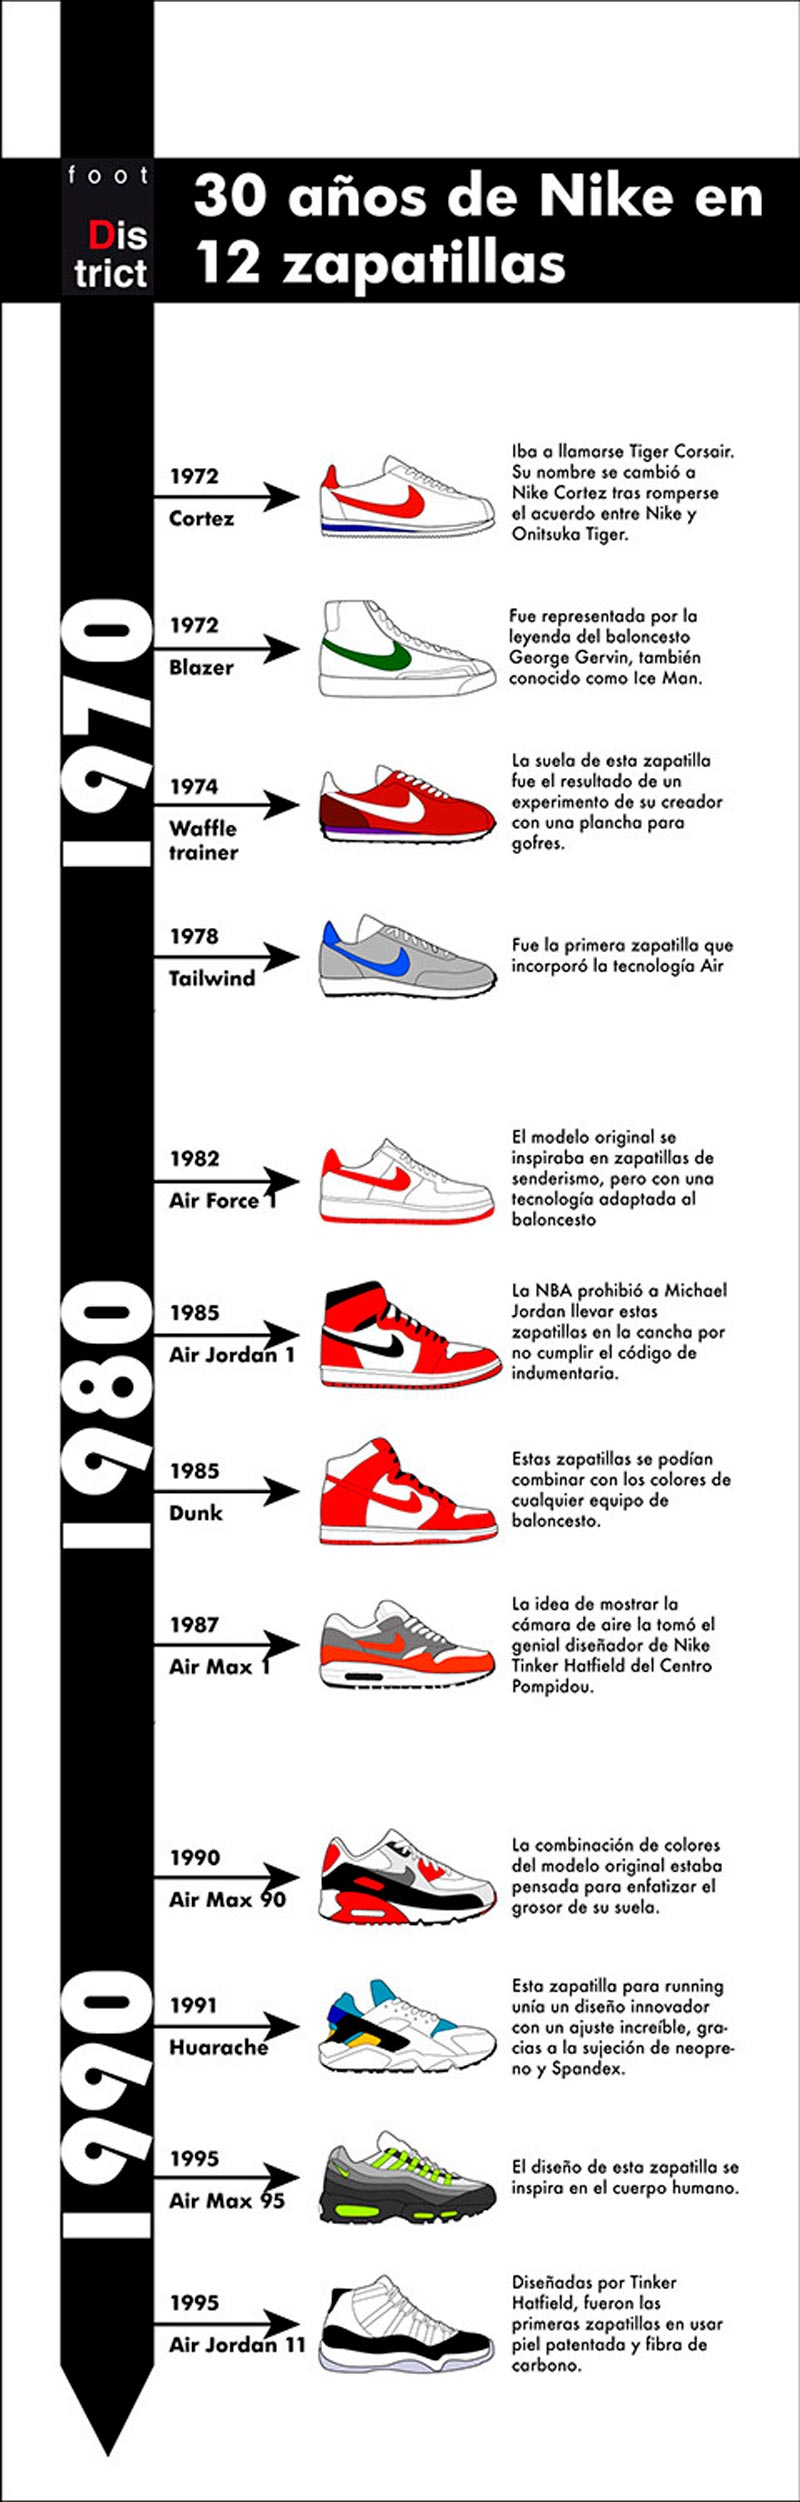 foot
Dis
trict
30 años de Nike en
12 zapatillas
1970
1972
Cortez
Iba a llamarse Tiger Corsair.
Su nombre se cambió a
Nike Cortez tras romperse
el acuerdo entre Nike y
Onitsuka Tiger.
1972
Blazer
Fue representada por la
leyenda del baloncesto
George Gervin, también
conocido como Ice Man.
1974
Waffle
trainer
La suela de esta zapatilla
fue el resultado de un
experimento de su creador
con una plancha para
gofres.
1978
Tailwind
Fue la primera zapatilla que
incorporó la tecnología Air
1980
1982
Air Force 1
El modelo original se
inspiraba en zapatillas de
senderismo, pero con una
tecnología adaptada al
baloncesto
1985
Air Jordan 1
La NBA prohibió a Michael
Jordan llevar estas
zapatillas en la cancha por
no cumplir el código de
indumentaria.
1985
Dunk
Estas zapatillas se podían
combinar con los colores de
cualquier equipo de
baloncesto.
1987
Air Max 1
La idea de mostrar la
cámara de aire la tomó el
genial diseñador de Nike
Tinker Hatfield del Centro
Pompidou.
1990
1990
Air Max 90
La combinación de colores
del modelo original estaba
pensada para enfatizar el
grosor de su suela.
1991
Huarache
Esta zapatilla para running
unía un diseño innovador
con un ajuste increíble, gra-
cias a la sujeción de neopre-
no y Spandex.
1995
Air Max 95
El diseño de esta zapatilla se
inspira en el cuerpo humano.
1995
Air Jordan 11
Diseñadas por Tinker
Hatfield, fueron las
primeras zapatillas en usar
piel patentada y fibra de
carbono.